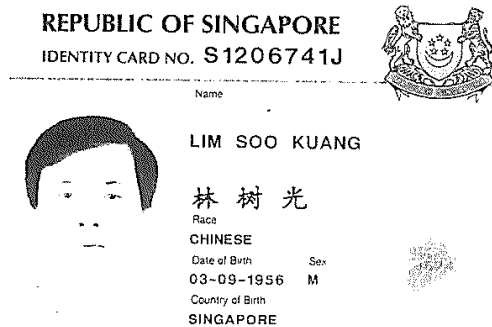 REPUBLIC OF SINGAPORE
IDENTITY CARD NO. S1206741J
Name
LIM SOO KUANG
林树光
Race
CHINESE
Date of Birth Sex
03-09-1956 M
Country of Birth
SINGAPORE